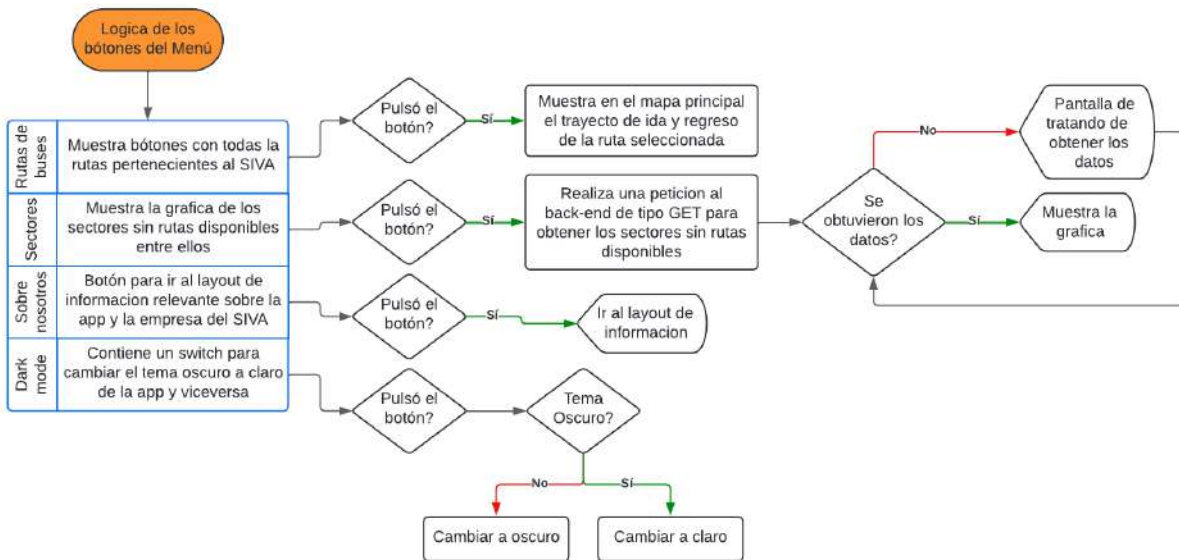 Logica de los
bótones del Menú
Rutas de
buses
Muestra bótones con todas la
rutas pertenecientes al SIVA
Pulsó el
botón?
Sí
Muestra en el mapa principal
el trayecto de ida y regreso
de la ruta seleccionada
Sectores
Muestra la grafica de los
sectores sin rutas disponibles
entre ellos
Pulsó el
botón?
Sí
Realiza una peticion al
back-end de tipo GET para
obtener los sectores sin rutas
disponibles
Se
obtuvieron los
datos?
No
Pantalla de
tratando de
obtener los
datos
Sí
Muestra la
grafica
Sobre
nosotros
Botón para ir al layout de
informacion relevante sobre la
app y la empresa del SIVA
Pulsó el
botón?
Sí
Ir al layout de
informacion
Dark
mode
Contiene un switch para
cambiar el tema oscuro a claro
de la app y viceversa
Pulsó el
botón?
Tema
Oscuro?
No
Sí
Cambiar a oscuro
Cambiar a claro